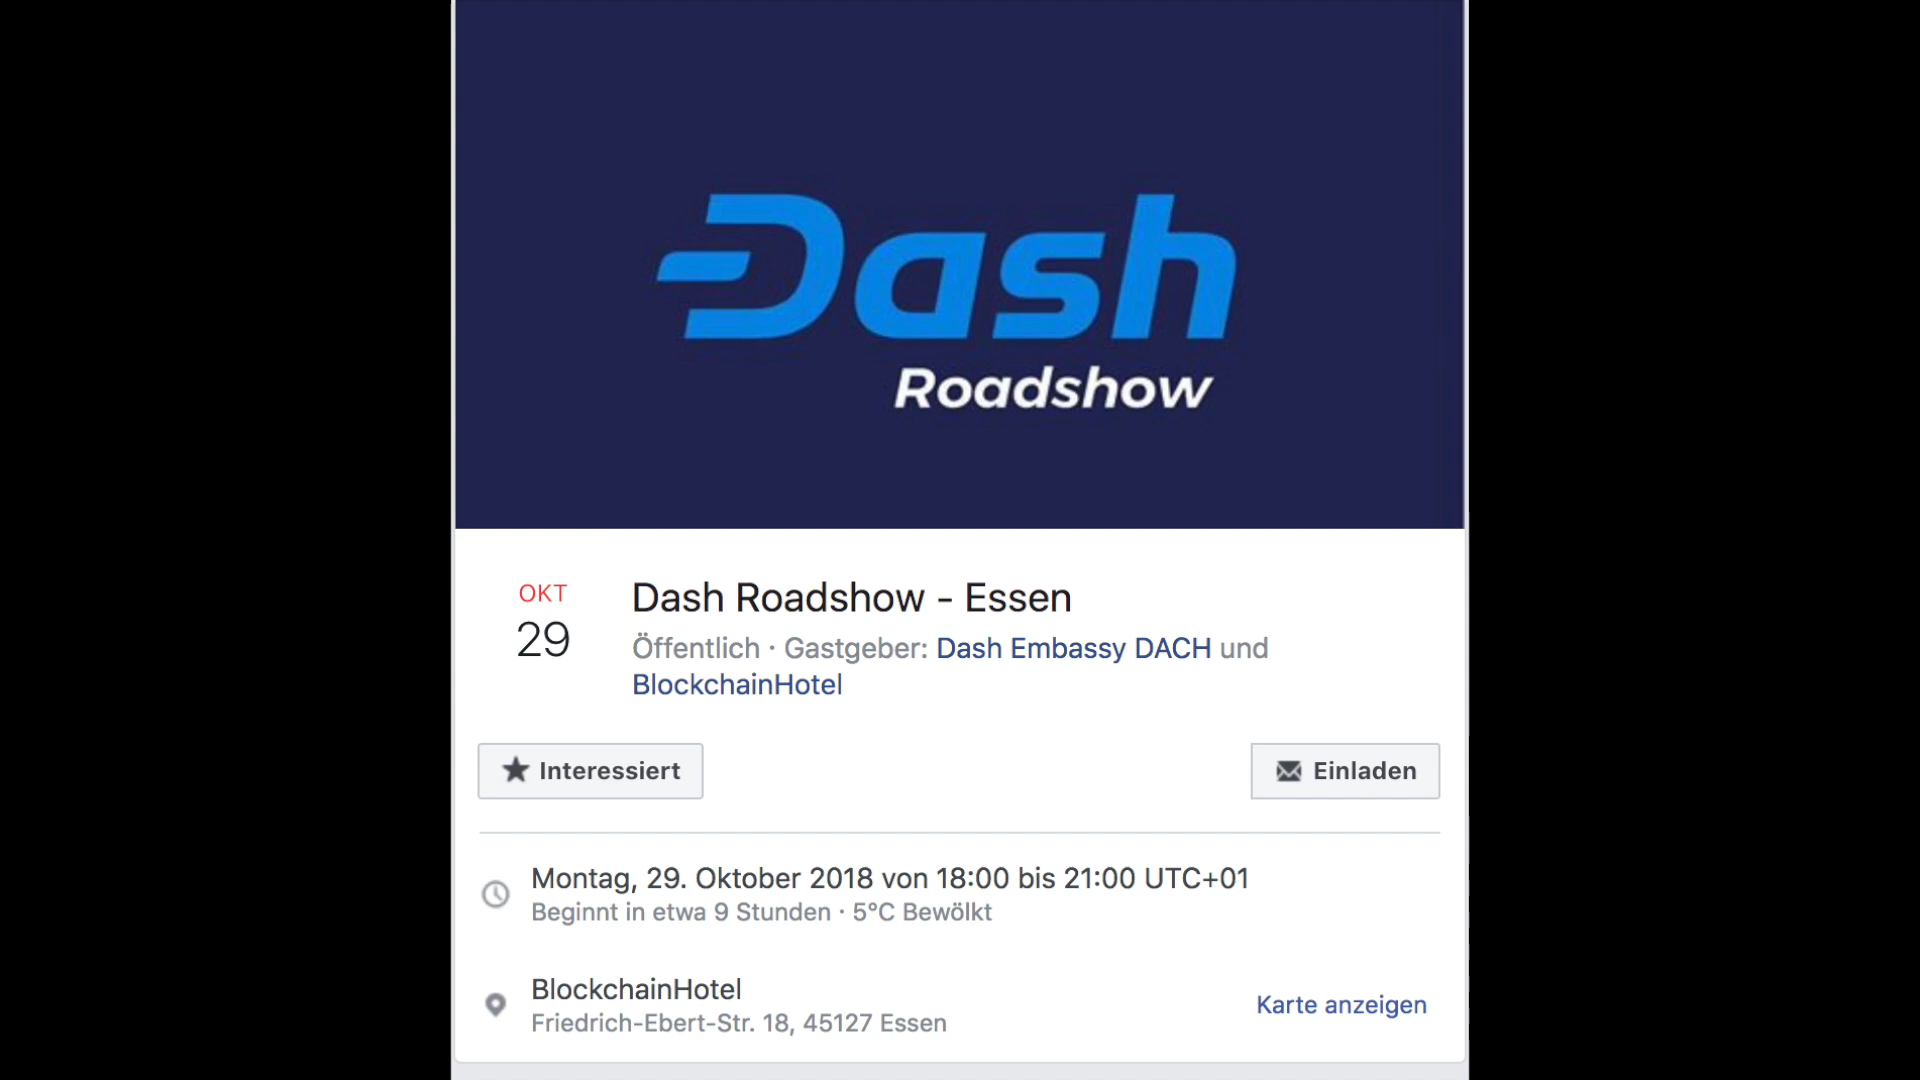 Dash
Roadshow
OKT
29
Dash Roadshow - Essen
Öffentlich · Gastgeber: Dash Embassy DACH und
BlockchainHotel
Interessiert
Einladen
Montag, 29. Oktober 2018 von 18:00 bis 21:00 UTC+01
Beginnt in etwa 9 Stunden · 5°C Bewölkt
BlockchainHotel
Friedrich-Ebert-Str. 18, 45127 Essen
Karte anzeigen